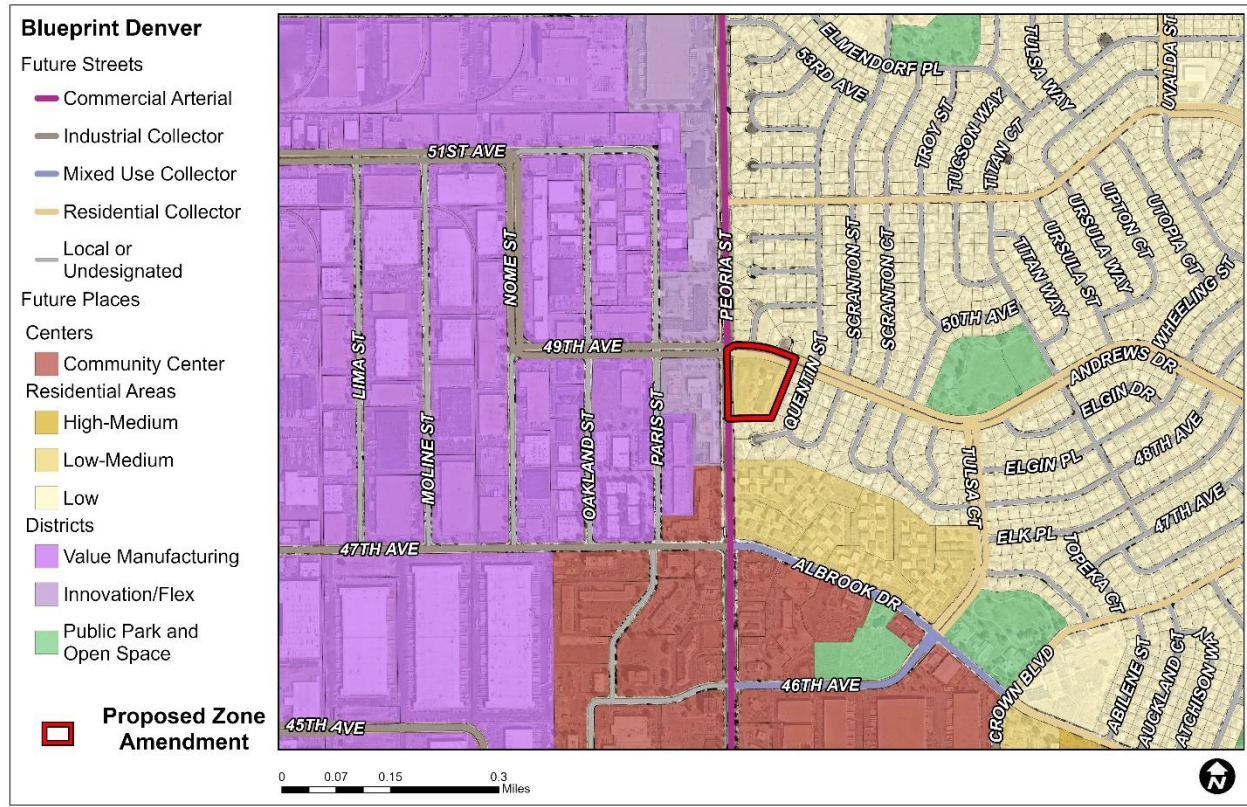 Blueprint Denver
Future Streets
Commercial Arterial
Industrial Collector
Mixed Use Collector
Residential Collector
Local or
Undesignated
Future Places
Centers
Community Center
Residential Areas
High-Medium
Low-Medium
Low
Districts
Value Manufacturing
Innovation/Flex
Public Park and
Open Space
Proposed Zone
Amendment
ELMENDORF PL
53RD AVE
TULSA WAY
UVALDA ST
TROY ST
TUCSON WAY
TITAN CT
51ST AVE
NOME ST
PEORIA ST
SCRANTON ST
SCRANTON CT
TITAN WAY
URSULA ST
URSULA WAY
UPTON CT
UTOPIA CT
WHEELING ST
50TH AVE
49TH AVE
LIMA ST
MOLINE ST
OAKLAND ST
PARIS ST
QUENTIN ST
ANDREWS DR
ELGIN DR
48TH AVE
ELGIN PL
TULSA CT
47TH AVE
ELK PL
TOPEKA CT
47TH AVE
ALBROOK DR
46TH AVE
CROWN BLVD
ABILENE ST
AUCKLAND CT
ATCHISON WAY
45TH AVE
0 0.07 0.15 0.3
Miles
N